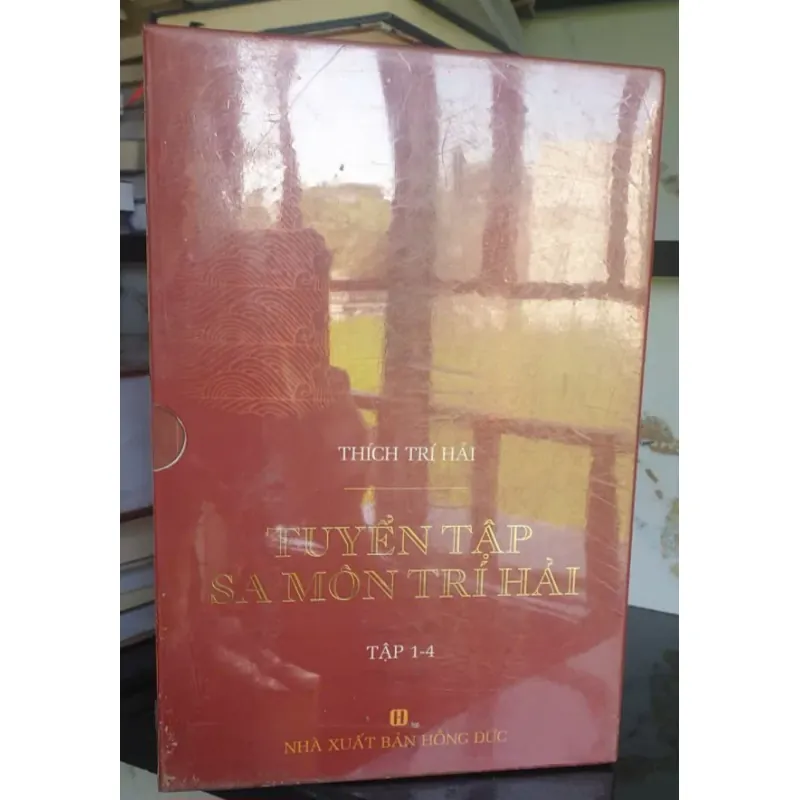 THÍCH TRÍ HẢI
TUYỂN TẬP
SA MÔN TRÍ HẢI
TẬP 1-4
H
NHÀ XUẤT BẢN HỒNG ĐỨC